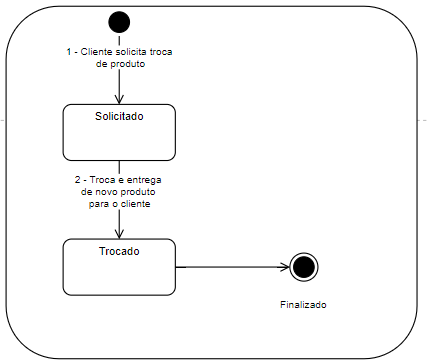 1 - Cliente solicita troca
de produto
Solicitado
2 - Troca e entrega
de novo produto
para o cliente
Trocado
Finalizado